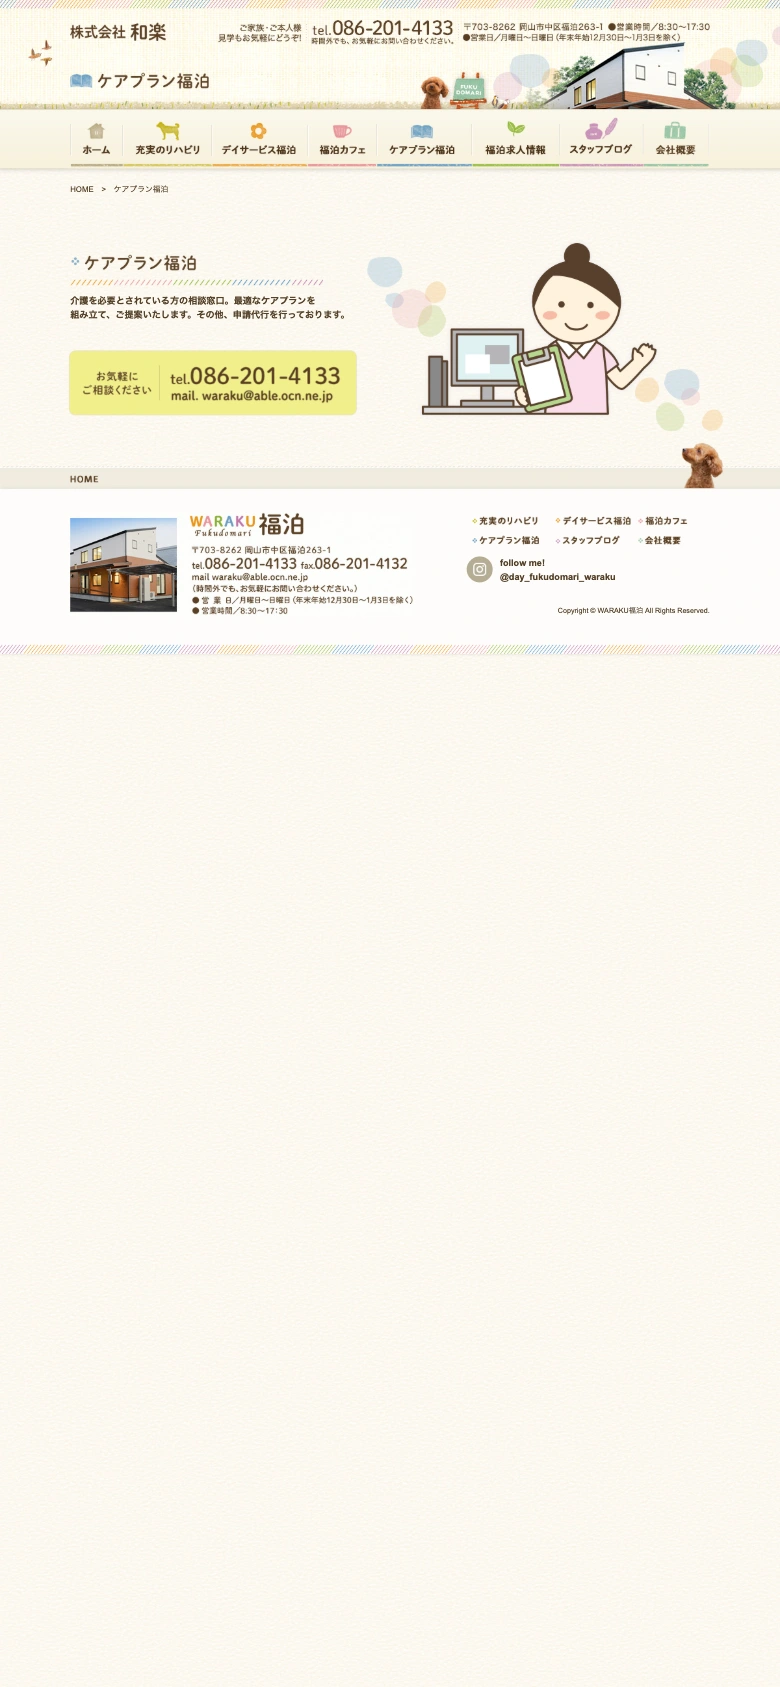 株式会社 和楽
ご家族・ご本人様
見学もお気軽にどうぞ!
tel.086-201-4133
時間外でも、お気軽にお問い合わせください。
〒703-8262 岡山市中区福泊263-1 ●営業時間／8:30〜17:30
●営業日／月曜日〜日曜日（年末年始12月30日〜1月3日を除く）
ケアプラン福泊
FUKU
DOMARI
ホーム
充実のリハビリ
デイサービス福泊
福泊カフェ
ケアプラン福泊
福泊求人情報
スタッフブログ
会社概要
HOME > ケアプラン福泊
ケアプラン福泊
介護を必要とされている方の相談窓口。最適なケアプランを
組み立て、ご提案いたします。その他、申請代行を行っております。
お気軽に
ご相談ください
tel.086-201-4133
mail. waraku@able.ocn.ne.jp
HOME
WARAKU福泊
Fukudomari
〒703-8262 岡山市中区福泊263-1
tel.086-201-4133 fax.086-201-4132
mail waraku@able.ocn.ne.jp
（時間外でも、お気軽にお問い合わせください。）
●営 業 日／月曜日〜日曜日（年末年始12月30日〜1月3日を除く）
●営業時間／8:30〜17:30
充実のリハビリ
デイサービス福泊
福泊カフェ
ケアプラン福泊
スタッフブログ
会社概要
follow me!
@day_fukudomari_waraku
Copyright © WARAKU福泊 All Rights Reserved.